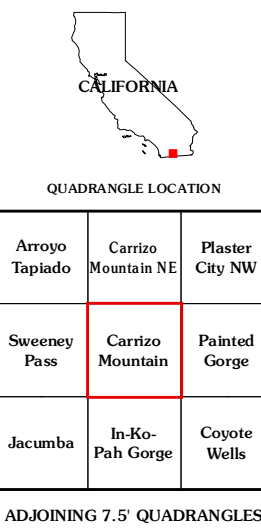 CALIFORNIA
QUADRANGLE LOCATION
Arroyo
Tapiado
Carrizo
Mountain NE
Plaster
City NW
Sweeney
Pass
Carrizo
Mountain
Painted
Gorge
Jacumba
In-Ko-
Pah Gorge
Coyote
Wells
ADJOINING 7.5' QUADRANGLES